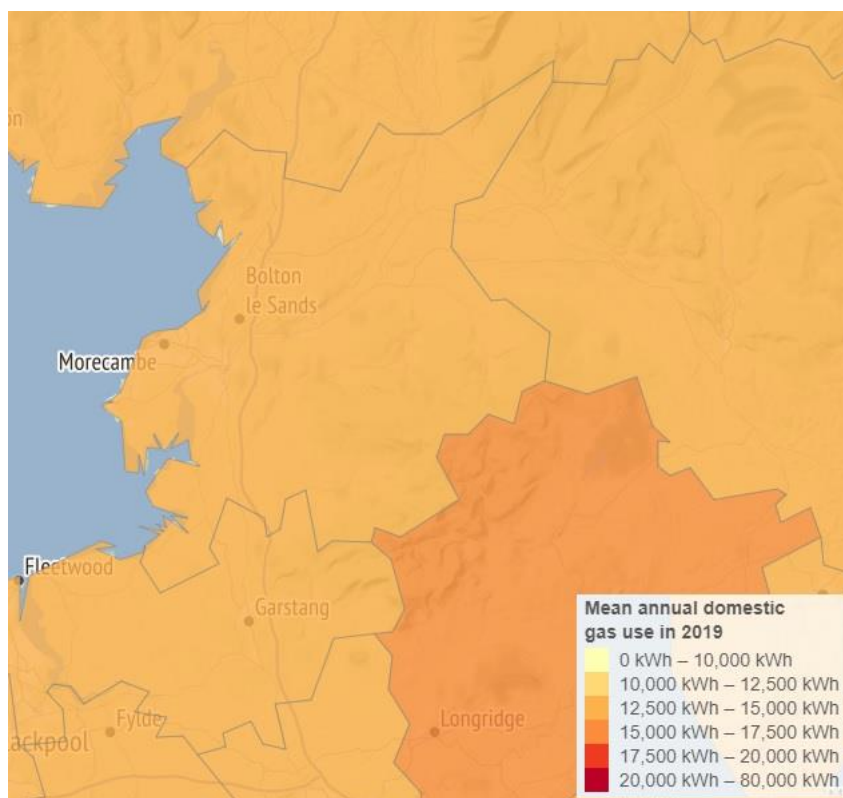 Bolton
le Sands
Morecambe
Fleetwood
Garstang
Fylde
Longridge
Mean annual domestic
gas use in 2019
0 kWh – 10,000 kWh
10,000 kWh – 12,500 kWh
12,500 kWh – 15,000 kWh
15,000 kWh – 17,500 kWh
17,500 kWh – 20,000 kWh
20,000 kWh – 80,000 kWh